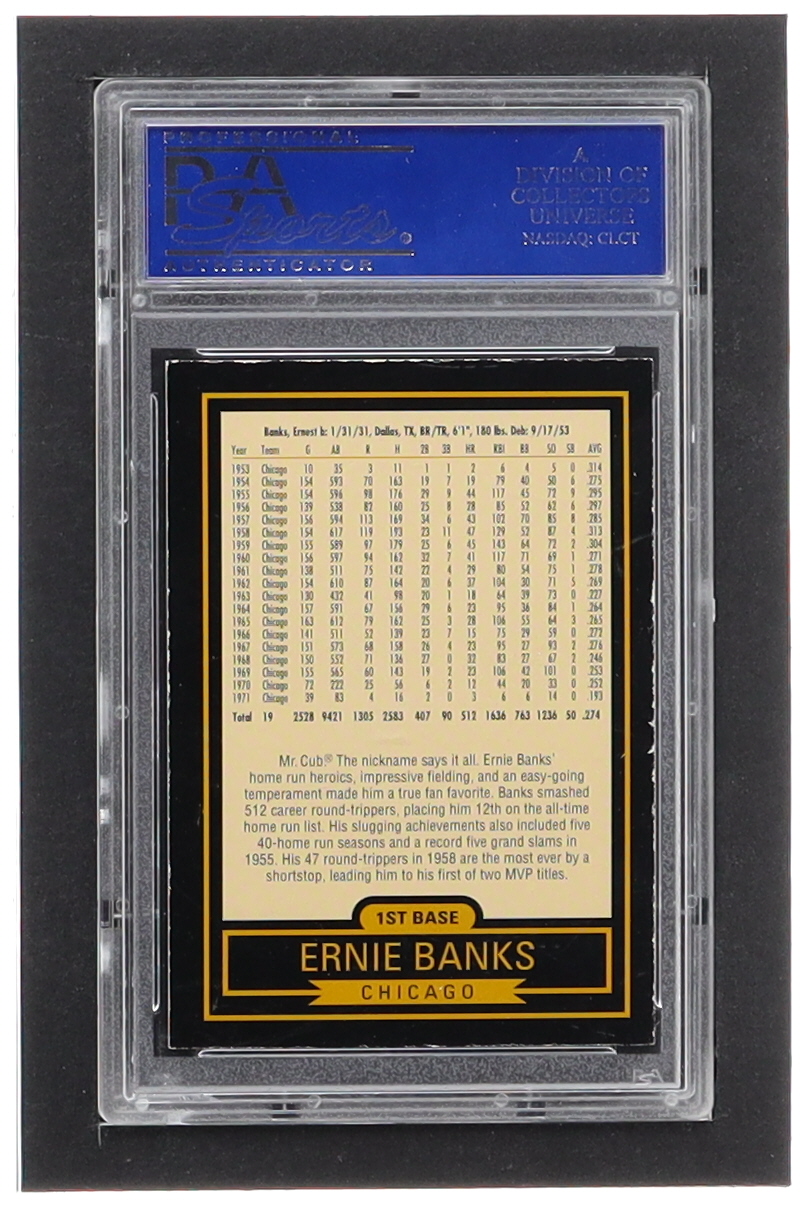 PROFESSIONAL
PSA
Sports
AUTHENTICATOR
A
DIVISION OF
COLLECTORS
UNIVERSE
NASDAQ: CLCT
Banks, Ernest b: 1/31/31, Dallas, TX, BR/TR, 6'1", 180 lbs. Deb: 9/17/53
Year Team G AB R H 2B 3B HR RBI BB SO SB AVG
1953 Chicago 10 35 3 11 1 1 2 6 4 5 0 .314
1954 Chicago 154 593 70 163 19 7 19 79 40 50 6 .275
1955 Chicago 154 596 98 176 29 9 44 117 45 72 9 .295
1956 Chicago 139 538 82 160 25 8 28 85 52 62 6 .297
1957 Chicago 156 594 113 169 34 6 43 102 70 85 8 .285
1958 Chicago 154 617 119 193 23 11 47 129 52 87 4 .313
1959 Chicago 155 589 97 179 25 6 45 143 64 72 2 .304
1960 Chicago 156 597 94 162 32 7 41 117 71 69 1 .271
1961 Chicago 138 511 75 142 22 4 29 80 54 75 1 .278
1962 Chicago 154 610 87 164 20 6 37 104 30 71 5 .269
1963 Chicago 130 432 41 98 20 1 18 64 39 73 0 .227
1964 Chicago 157 591 67 156 29 6 23 95 36 84 1 .264
1965 Chicago 163 612 79 162 25 3 28 106 55 64 3 .265
1966 Chicago 141 511 52 139 23 7 15 75 29 59 0 .272
1967 Chicago 151 573 68 158 26 4 23 95 27 93 2 .276
1968 Chicago 150 552 71 136 27 0 32 83 27 67 2 .246
1969 Chicago 155 565 60 143 19 2 23 106 42 101 0 .253
1970 Chicago 72 222 25 56 6 2 12 44 20 33 0 .252
1971 Chicago 39 83 4 16 2 0 3 6 6 14 0 .193
Total 19 2528 9421 1305 2583 407 90 512 1636 763 1236 50 .274
Mr. Cub.® The nickname says it all. Ernie Banks'
home run heroics, impressive fielding, and an easy-going
temperament made him a true fan favorite. Banks smashed
512 career round-trippers, placing him 12th on the all-time
home run list. His slugging achievements also included five
40-home run seasons and a record five grand slams in
1955. His 47 round-trippers in 1958 are the most ever by a
shortstop, leading him to his first of two MVP titles.
1ST BASE
ERNIE BANKS
CHICAGO
PSA